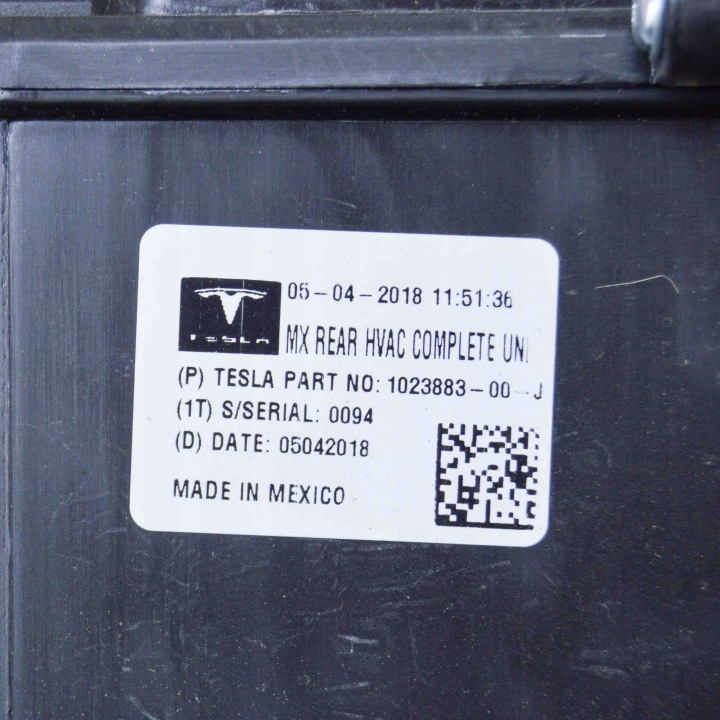 05-04-2018 11:51:36
TESLA
MX REAR HVAC COMPLETE UNI
(P) TESLA PART NO: 1023883-00-J
(1T) S/SERIAL: 0094
(D) DATE: 05042018
MADE IN MEXICO